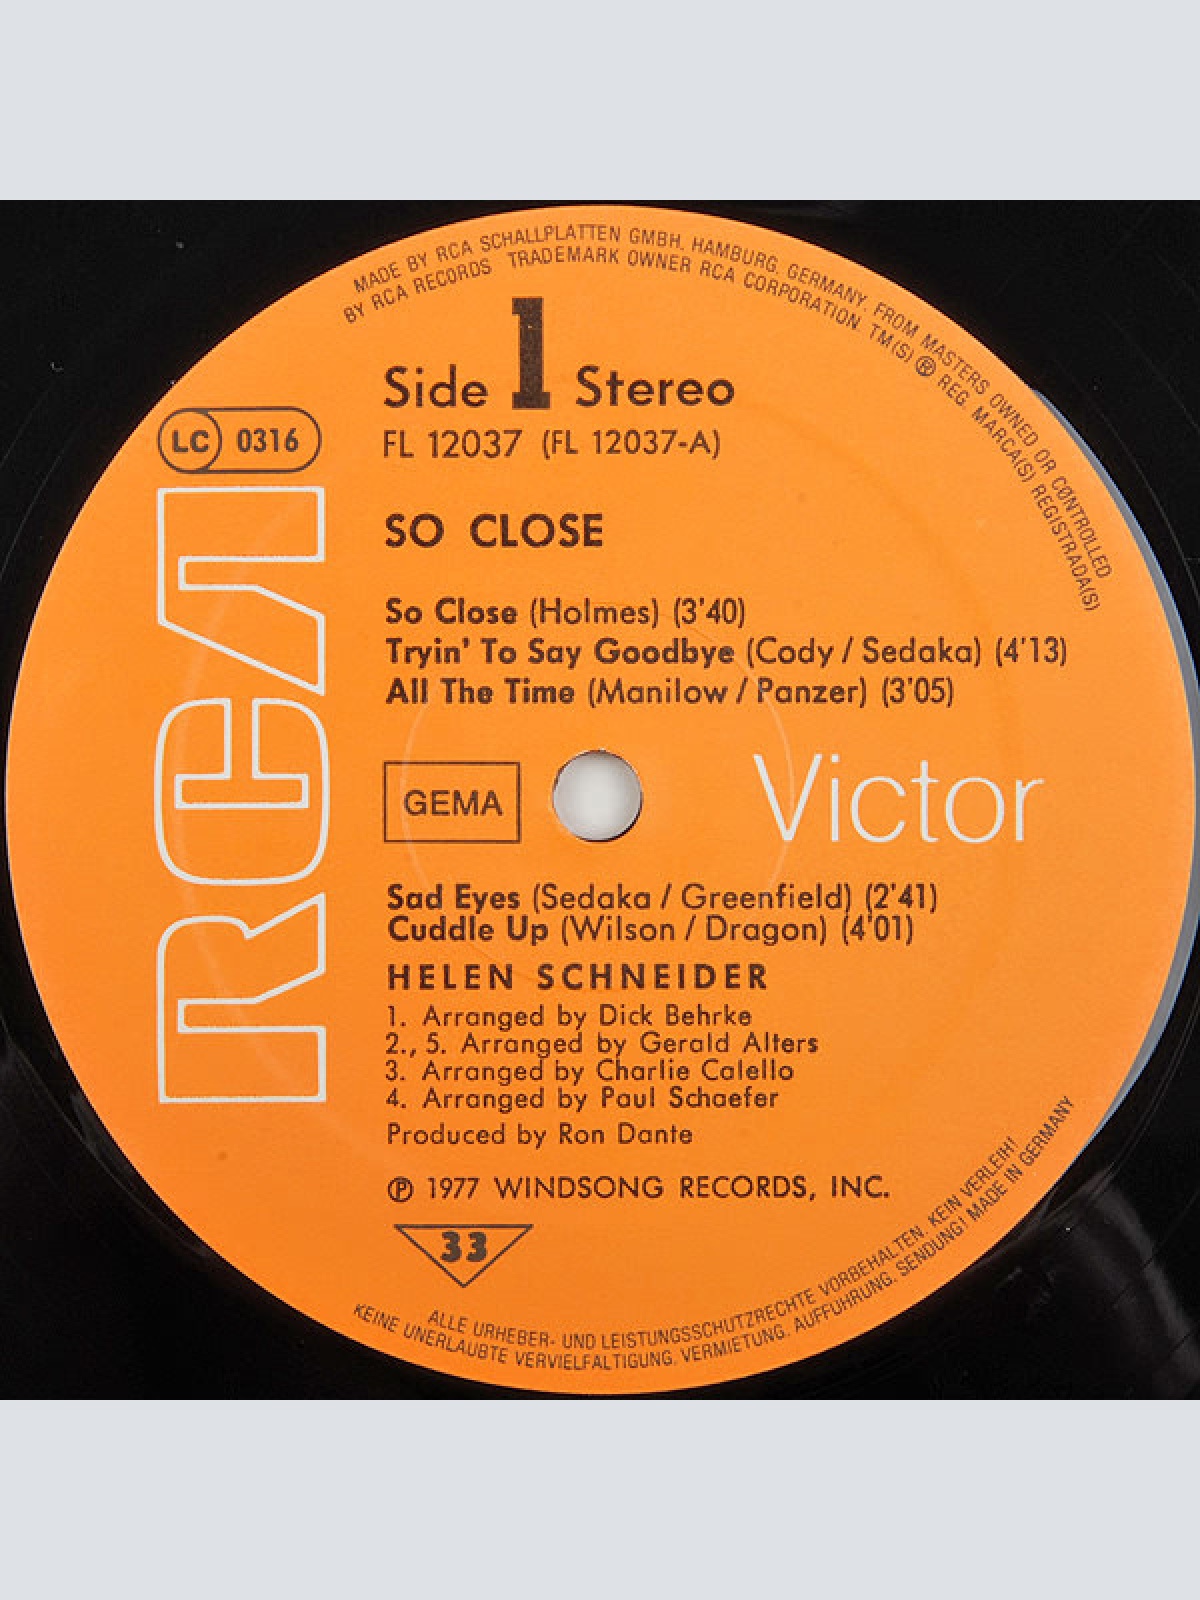 MADE BY RCA SCHALLPLATTEN GMBH. HAMBURG. GERMANY. FROM MASTERS OWNED OR CONTROLLED
BY RCA RECORDS TRADEMARK OWNER RCA CORPORATION TM(S) ® REG. MARCA(S) REGISTRADA(S)
Side 1 Stereo
LC 0316
FL 12037 (FL 12037-A)
RCA
SO CLOSE
So Close (Holmes) (3'40)
Tryin' To Say Goodbye (Cody / Sedaka) (4'13)
All The Time (Manilow / Panzer) (3'05)
GEMA
Victor
Sad Eyes (Sedaka / Greenfield) (2'41)
Cuddle Up (Wilson / Dragon) (4'01)
HELEN SCHNEIDER
1. Arranged by Dick Behrke
2., 5. Arranged by Gerald Alters
3. Arranged by Charlie Calello
4. Arranged by Paul Schaefer
Produced by Ron Dante
℗ 1977 WINDSONG RECORDS, INC.
33
ALLE URHEBER- UND LEISTUNGSSCHUTZRECHTE VORBEHALTEN. KEIN VERLEIH!
KEINE UNERLAUBTE VERVIELFALTIGUNG. VERMIETUNG. AUFFUHRUNG. SENDUNG! MADE IN GERMANY